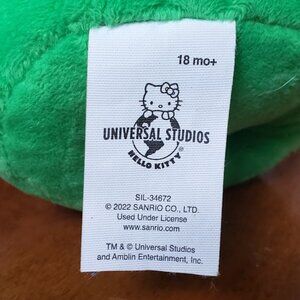 18 mo+
UNIVERSAL STUDIOS
HELLO KITTY
SIL-34672
© 2022 SANRIO CO., LTD.
Used Under License
www.sanrio.com
TM & © Universal Studios
and Amblin Entertainment, Inc.